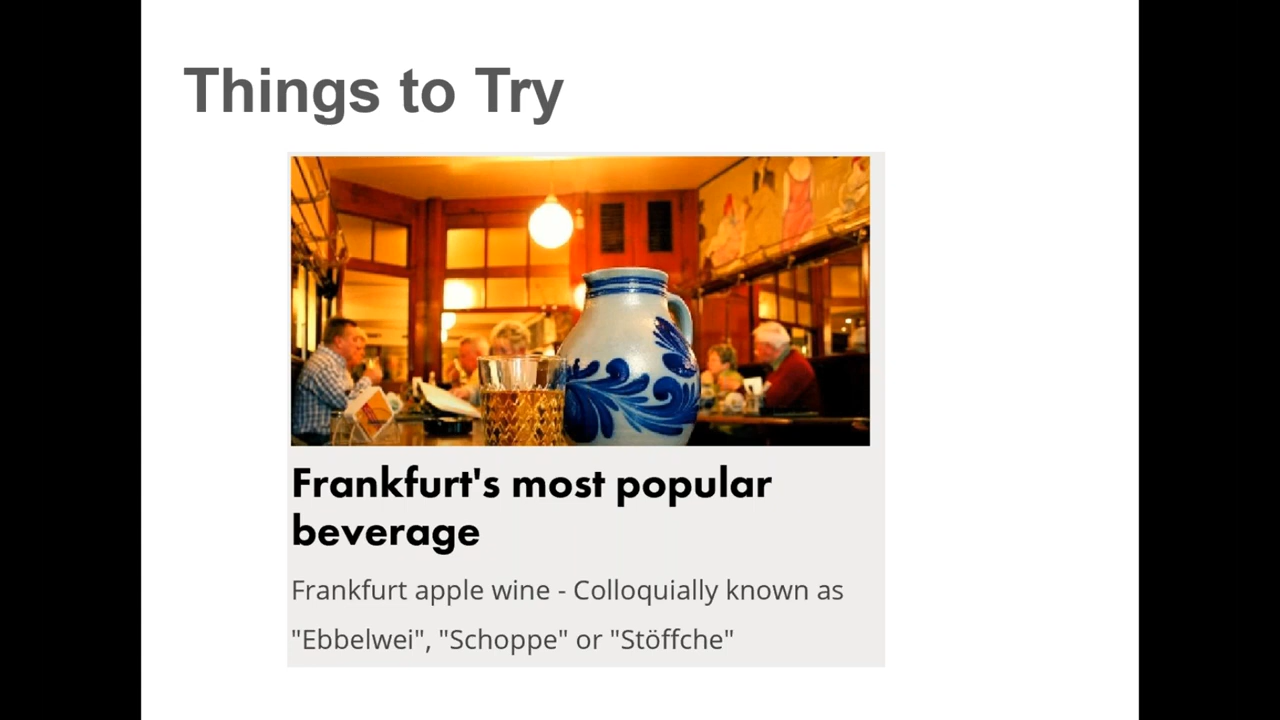 Things to Try
Frankfurt's most popular
beverage
Frankfurt apple wine - Colloquially known as
"Ebbelwei", "Schoppe" or "Stöffche"